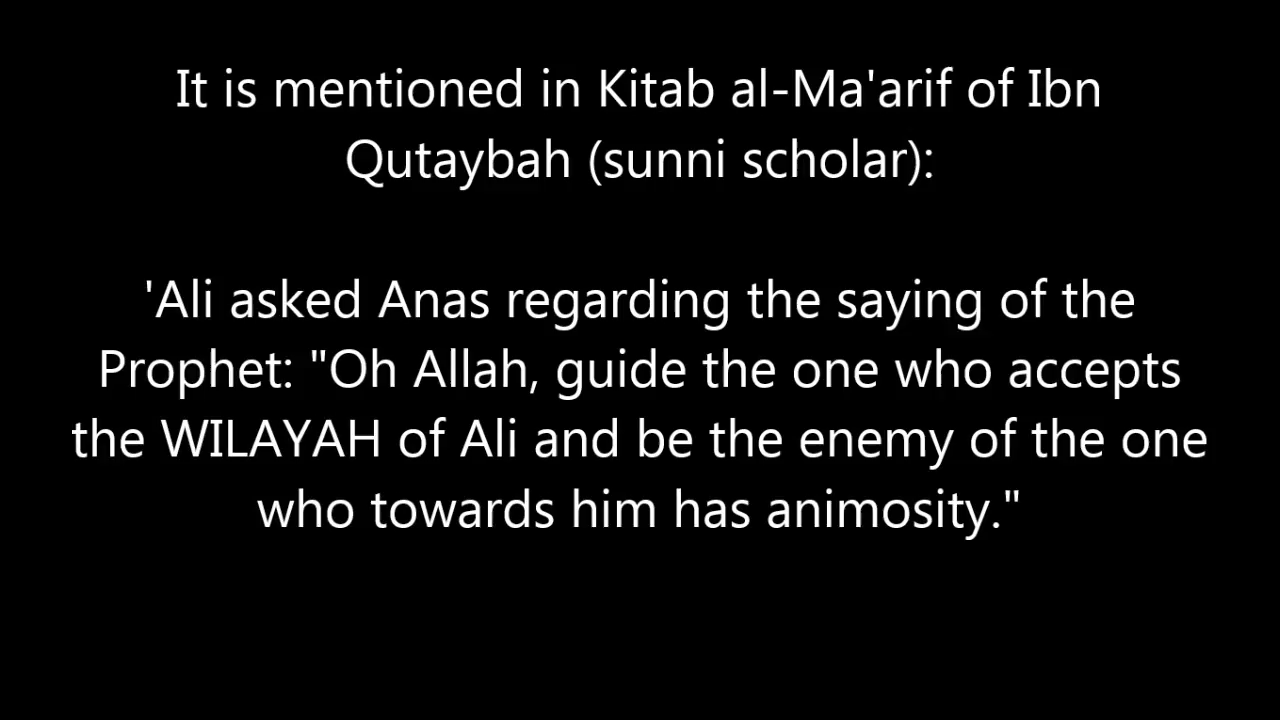 It is mentioned in Kitab al-Ma'arif of Ibn
Qutaybah (sunni scholar):
'Ali asked Anas regarding the saying of the
Prophet: "Oh Allah, guide the one who accepts
the WILAYAH of Ali and be the enemy of the one
who towards him has animosity."